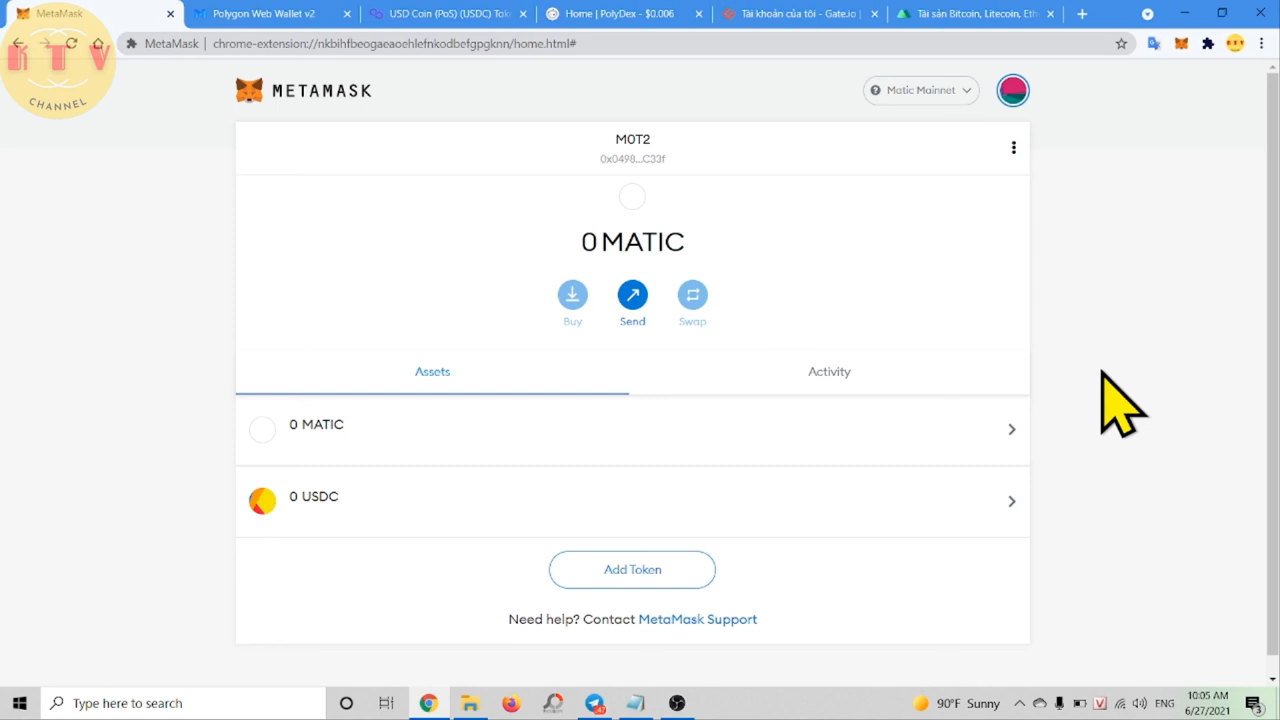 MetaMask
Polygon Web Wallet v2
USD Coin (PoS) (USDC) Token
Home | PolyDex - $0.006
Tài khoản của tôi - Gate.io |
Tài sản Bitcoin, Litecoin, Eth
MetaMask | chrome-extension://nkbihfbeogaeaoehlefnkodbefgpgknn/home.html#
KTV
CHANNEL
METAMASK
Matic Mainnet
M0T2
0x0498...C33f
0 MATIC
Buy
Send
Swap
Assets
Activity
0 MATIC
0 USDC
Add Token
Need help? Contact MetaMask Support
Type here to search
47
90°F Sunny
V
ENG
10:05 AM
6/27/2021
3